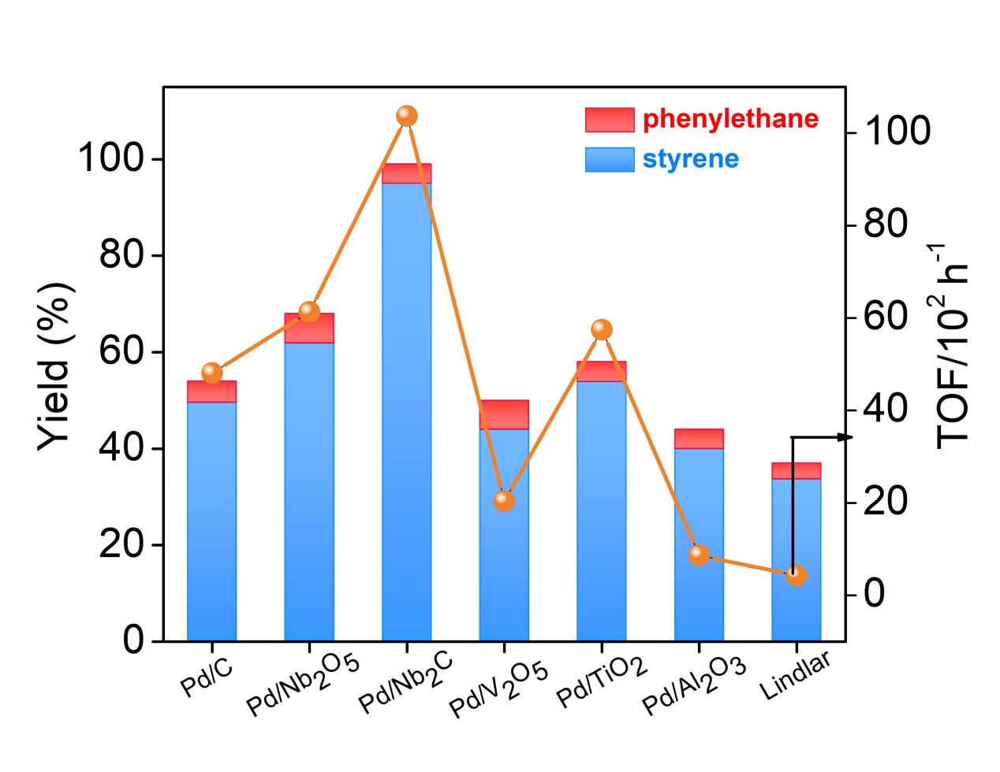 phenylethane
styrene
Yield (%)
100
80
60
40
20
0
TOF/10² h⁻¹
100
80
60
40
20
0
Pd/C
Pd/Nb₂O₅
Pd/Nb₂C
Pd/V₂O₅
Pd/TiO₂
Pd/Al₂O₃
Lindlar